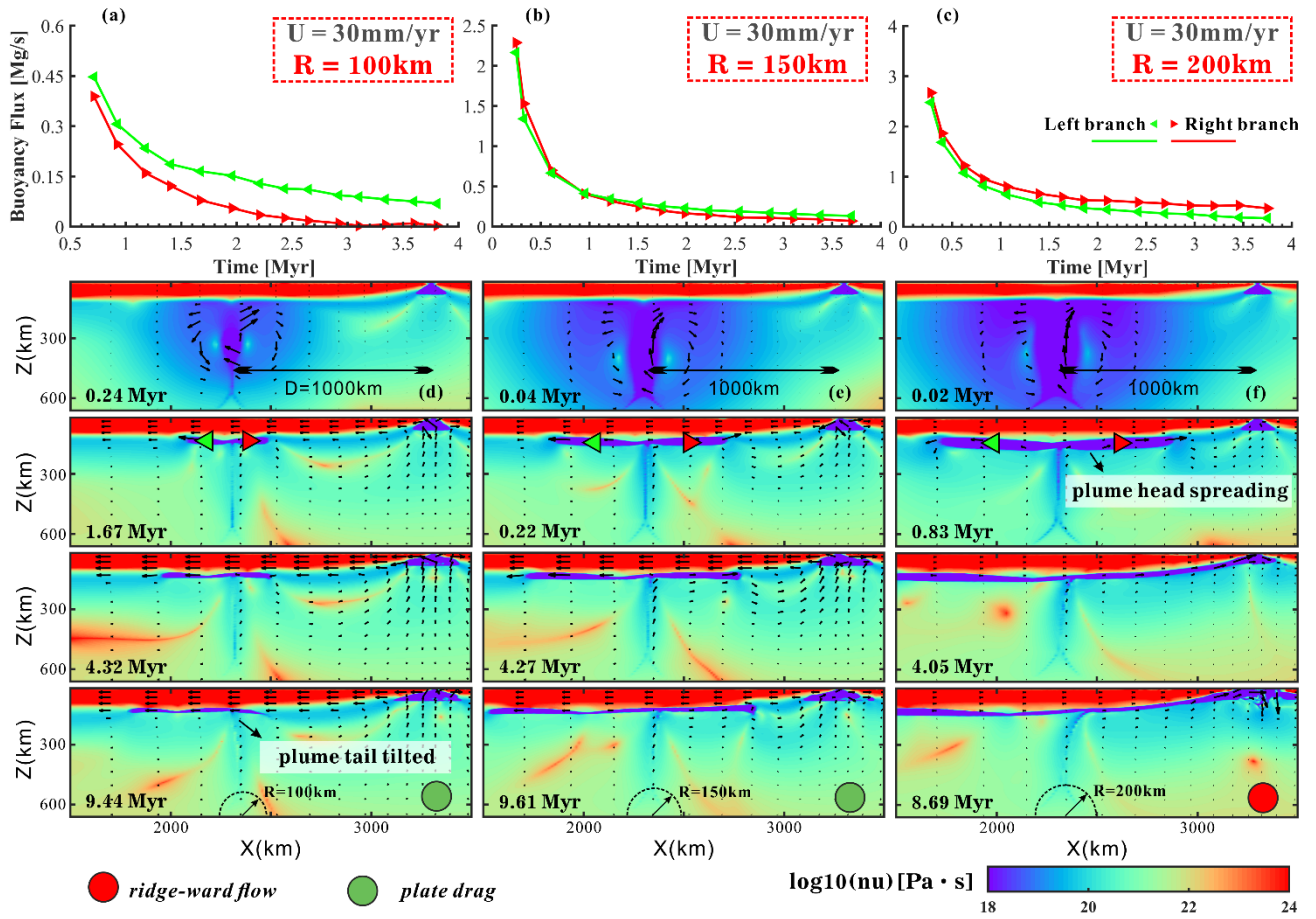 (a) (b) (c)
U = 30mm/yr
R = 100km
U = 30mm/yr
R = 150km
U = 30mm/yr
R = 200km
Left branch Right branch
Buoyancy Flux [Mg/s]
0.45
0.3
0.15
0
2.5
2
1.5
1
0.5
0
4
3
2
1
0
0.5 1 1.5 2 2.5 3 3.5 4
0 0.5 1 1.5 2 2.5 3 3.5 4
0 0.5 1 1.5 2 2.5 3 3.5 4
Time [Myr] Time [Myr] Time [Myr]
Z(km)
300
600
D=1000km
1000km
1000km
0.24 Myr (d)
0.04 Myr (e)
0.02 Myr (f)
Z(km)
300
600
plume head spreading
1.67 Myr
0.22 Myr
0.83 Myr
Z(km)
300
600
4.32 Myr
4.27 Myr
4.05 Myr
Z(km)
300
600
plume tail tilted
R=100km
R=150km
R=200km
9.44 Myr
9.61 Myr
8.69 Myr
2000 3000
2000 3000
2000 3000
X(km) X(km) X(km)
ridge-ward flow
plate drag
log10(nu) [Pa · s]
18 20 22 24